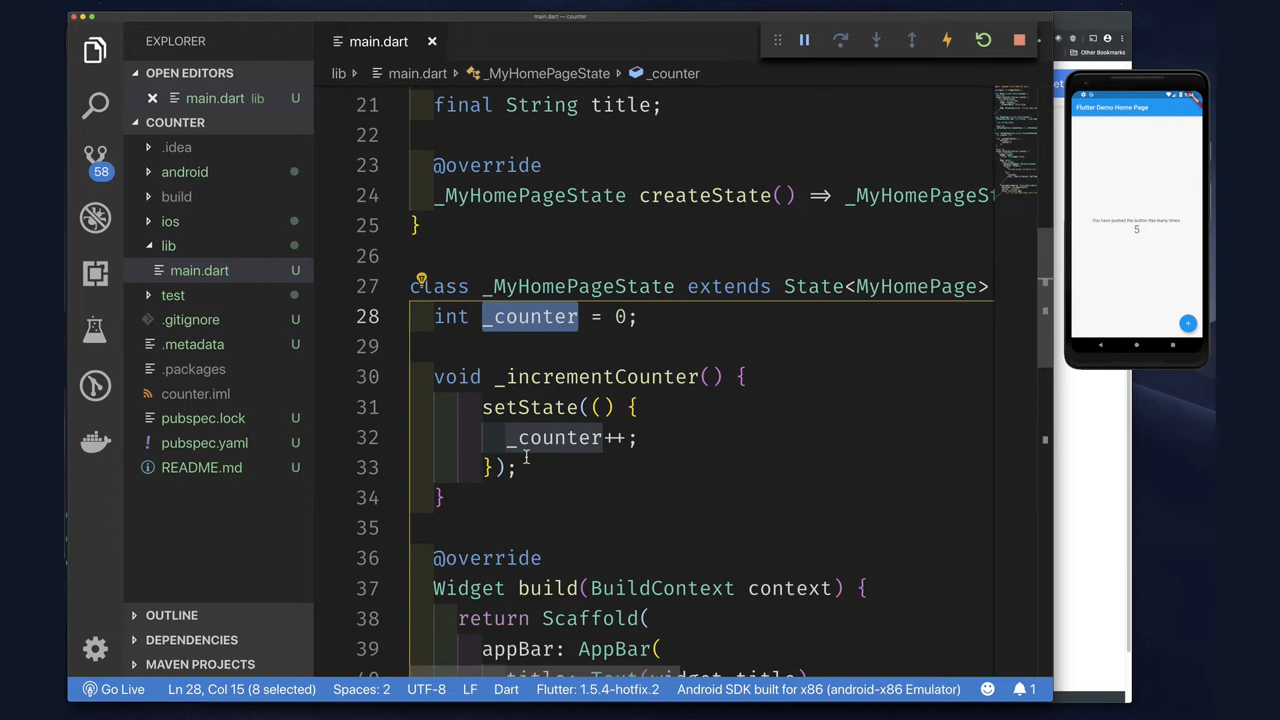 main.dart — counter
EXPLORER
OPEN EDITORS
main.dart lib U
COUNTER
.idea
android
build
ios
lib
main.dart U
test
.gitignore U
.metadata U
.packages
counter.iml U
pubspec.lock U
pubspec.yaml U
README.md U
OUTLINE
DEPENDENCIES
MAVEN PROJECTS
58
main.dart
lib main.dart _MyHomePageState _counter
21 final String title;
22
23 @override
24 _MyHomePageState createState() => _MyHomePageSt
25 }
26
27 class _MyHomePageState extends State<MyHomePage>
28 int _counter = 0;
29
30 void _incrementCounter() {
31 setState(() {
32 _counter++;
33 });
34 }
35
36 @override
37 Widget build(BuildContext context) {
38 return Scaffold(
39 appBar: AppBar(
title: Text(widget.title)
Go Live Ln 28, Col 15 (8 selected) Spaces: 2 UTF-8 LF Dart Flutter: 1.5.4-hotfix.2 Android SDK built for x86 (android-x86 Emulator) 1
Other Bookmarks
Flutter Demo Home Page
You have pushed the button this many times:
5
+